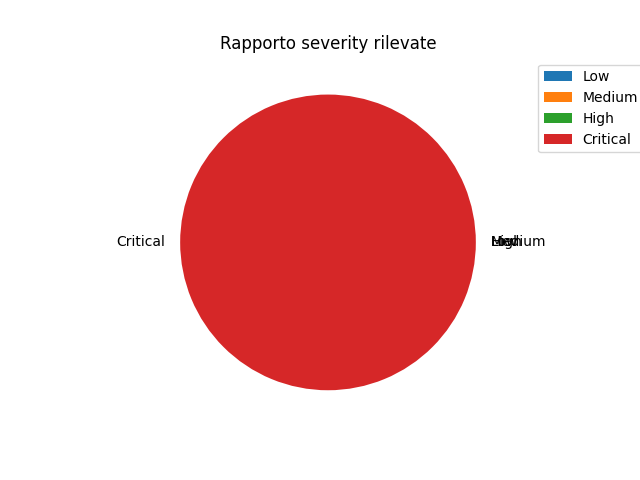 Rapporto severity rilevate
Low
Medium
High
Critical
Critical
Medium